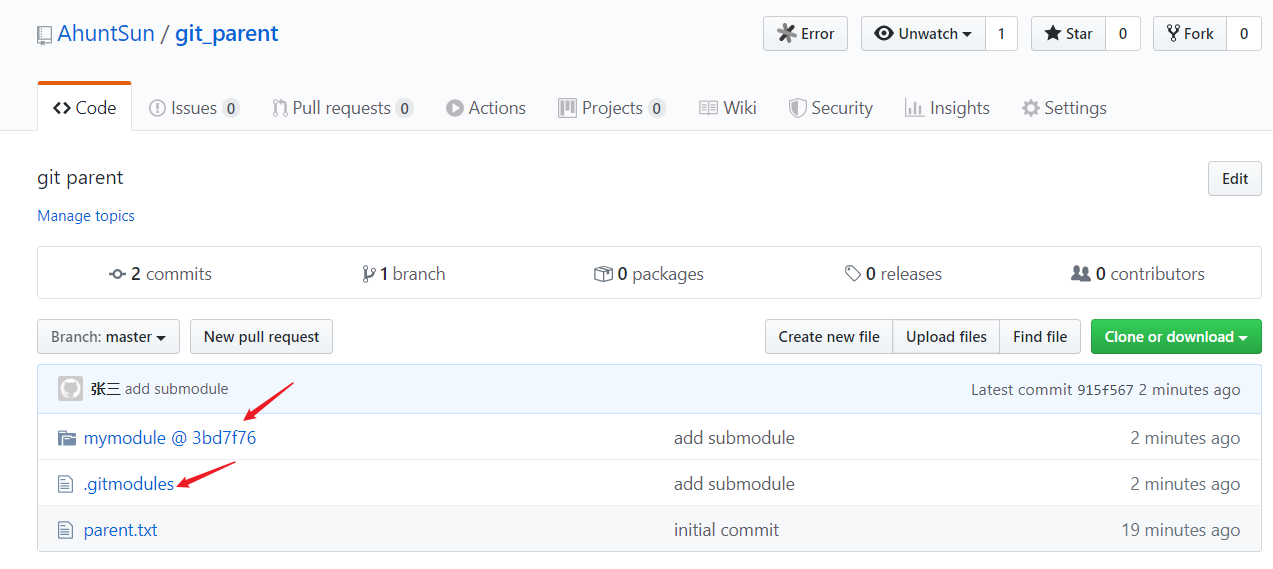 AhuntSun / git_parent
Error
Unwatch 1
Star 0
Fork 0
Code
Issues 0
Pull requests 0
Actions
Projects 0
Wiki
Security
Insights
Settings
git parent
Edit
Manage topics
2 commits
1 branch
0 packages
0 releases
0 contributors
Branch: master
New pull request
Create new file
Upload files
Find file
Clone or download
张三 add submodule
Latest commit 915f567 2 minutes ago
mymodule @ 3bd7f76
add submodule
2 minutes ago
.gitmodules
add submodule
2 minutes ago
parent.txt
initial commit
19 minutes ago